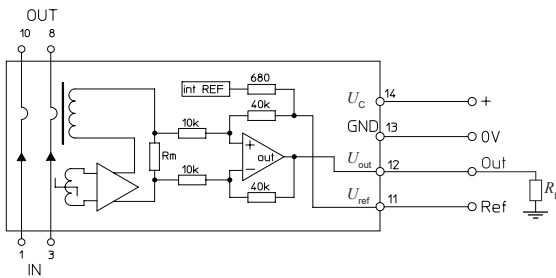 OUT
10 8
int REF
680
40k
10k
Rm
10k
out
40k
U_C
14
+
GND
13
0V
U_out
12
Out
U_ref
11
Ref
R_L
1 3
IN